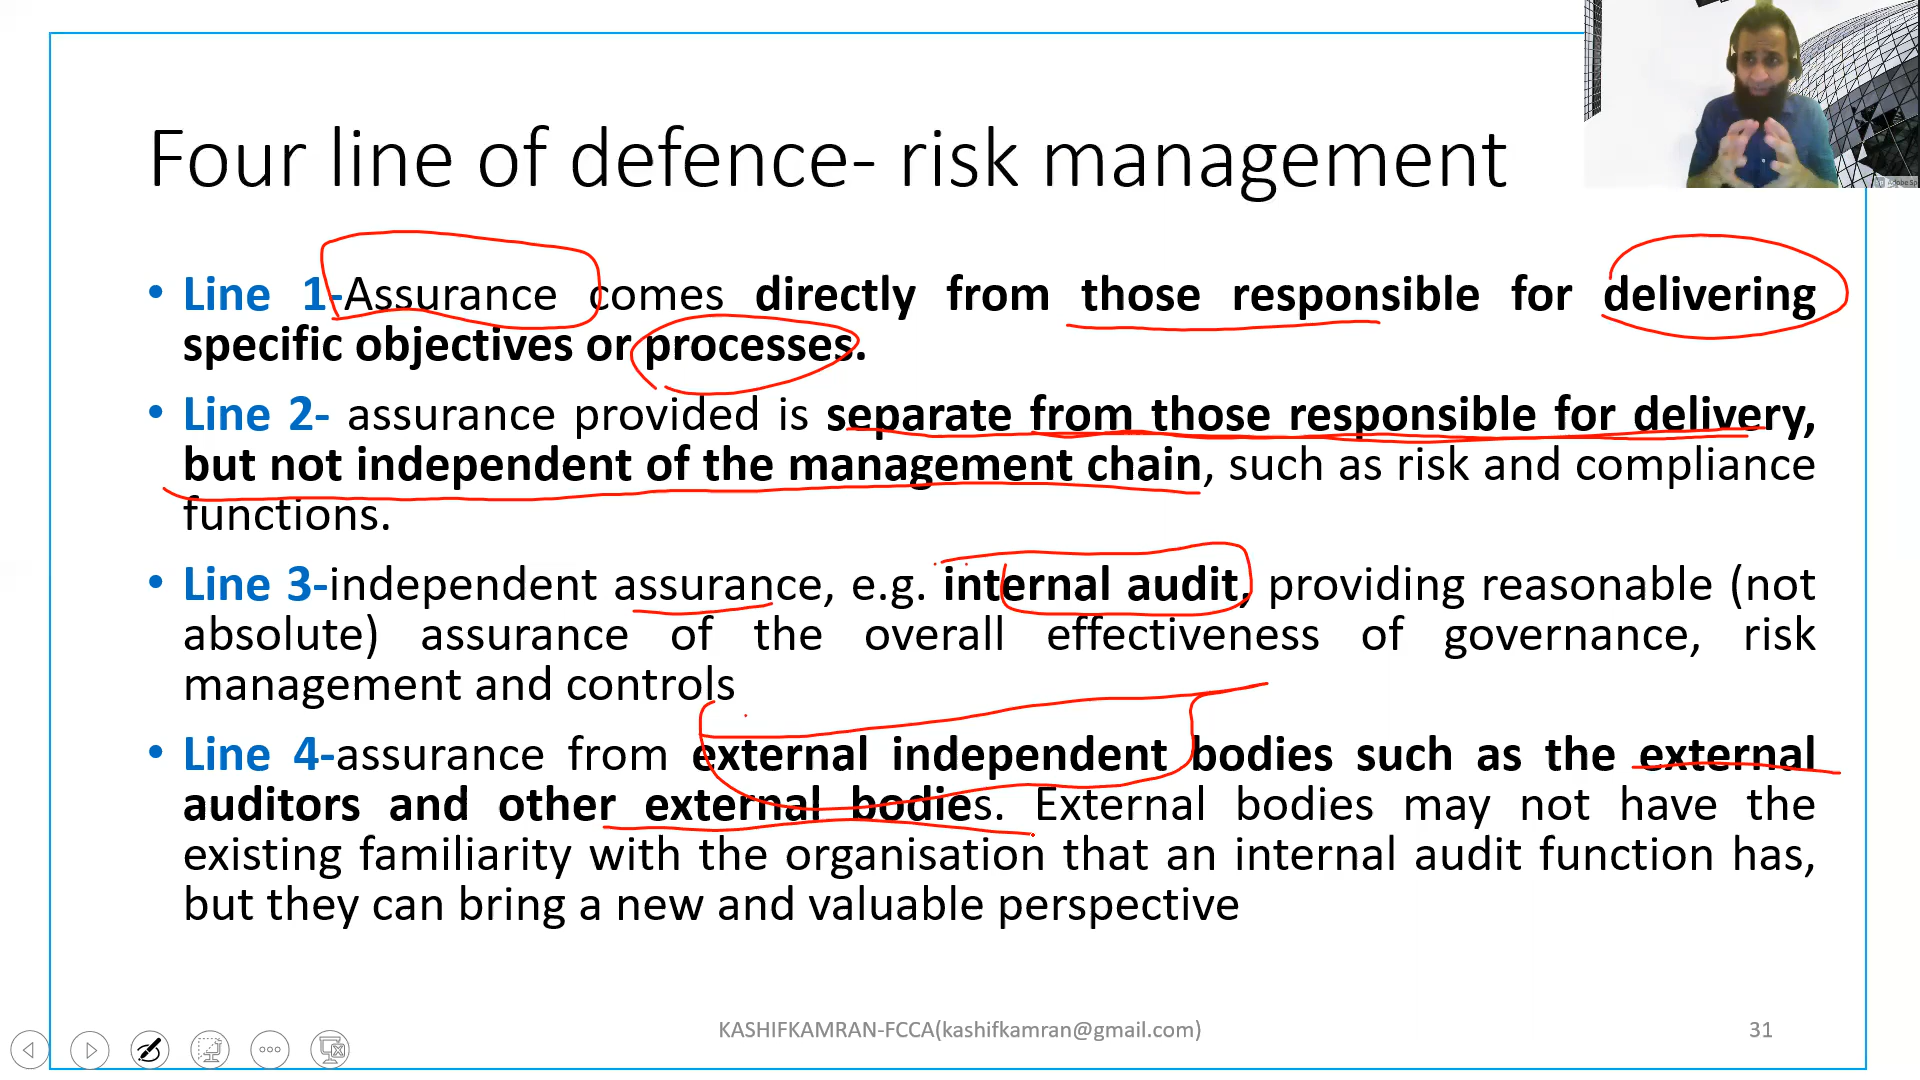 Four line of defence- risk management
• Line 1-Assurance comes directly from those responsible for delivering
specific objectives or processes.
• Line 2- assurance provided is separate from those responsible for delivery,
but not independent of the management chain, such as risk and compliance
functions.
• Line 3-independent assurance, e.g. internal audit, providing reasonable (not
absolute) assurance of the overall effectiveness of governance, risk
management and controls
• Line 4-assurance from external independent bodies such as the external
auditors and other external bodies. External bodies may not have the
existing familiarity with the organisation that an internal audit function has,
but they can bring a new and valuable perspective
KASHIFKAMRAN-FCCA(kashifkamran@gmail.com)
31